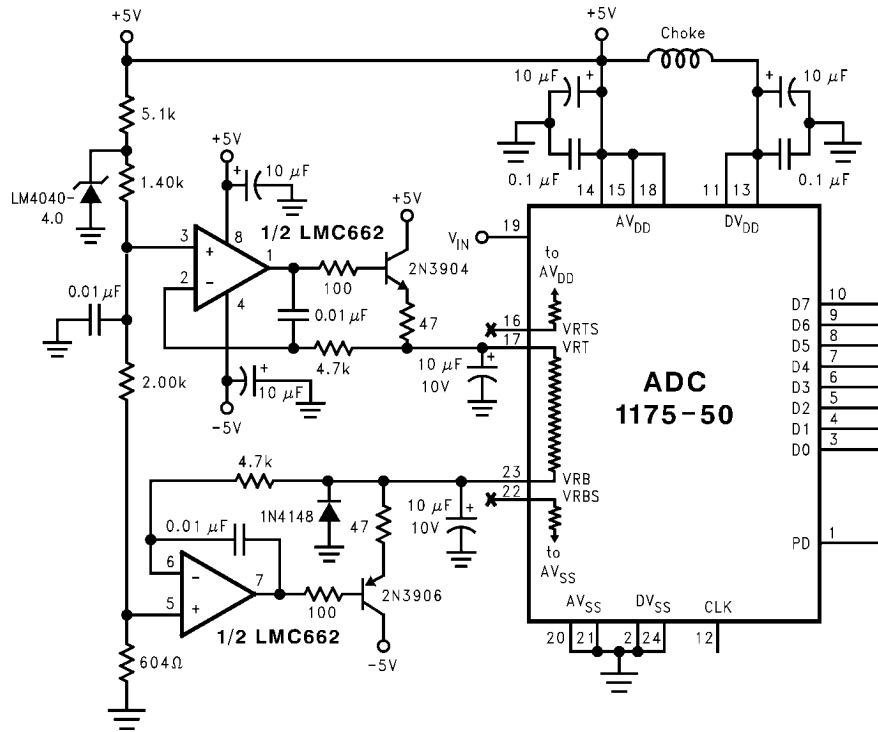 +5V
+5V
Choke
10 μF
+
+
10 μF
5.1k
+5V
LM4040-
4.0
1.40k
+
10 μF
0.1 μF
0.1 μF
14
15
18
11
13
AVDD
DVDD
1/2 LMC662
+5V
VIN
19
3
+
8
1
2
−
4
100
2N3904
to
AVDD
0.01 μF
0.01 μF
47
16
VRTS
17
VRT
4.7k
10 μF
10V
+
2.00k
+
10 μF
−5V
ADC
1175-50
D7
10
D6
9
D5
8
D4
7
D3
6
D2
5
D1
4
D0
3
4.7k
23
VRB
22
VRBS
1N4148
47
10 μF
10V
+
0.01 μF
to
AVSS
PD
1
6
−
7
5
+
100
2N3906
1/2 LMC662
−5V
AVSS
DVSS
CLK
20
21
2
24
12
604Ω